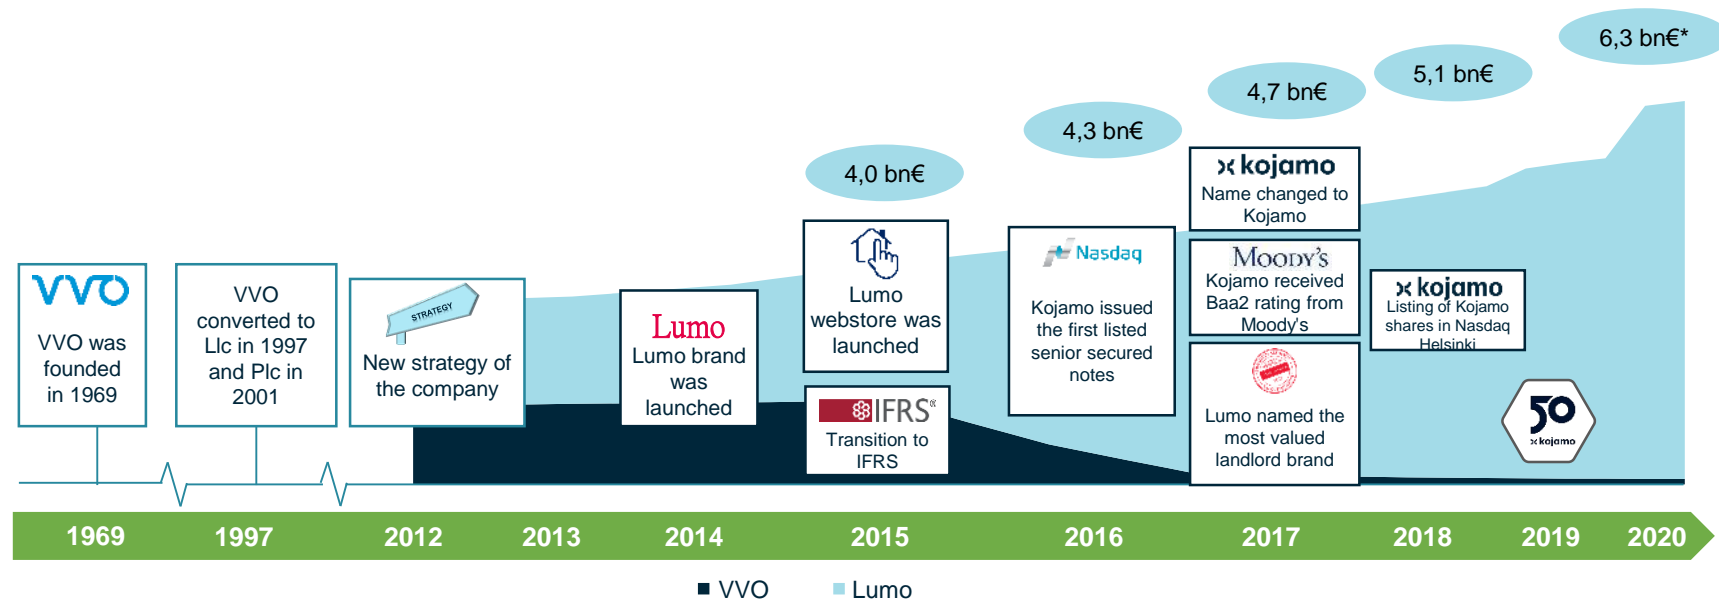 6,3 bn€*
5,1 bn€
4,7 bn€
4,3 bn€
4,0 bn€
VVO
VVO was
founded
in 1969
VVO
converted to
Llc in 1997
and Plc in
2001
STRATEGY
New strategy of
the company
Lumo
Lumo brand
was
launched
Lumo
webstore was
launched
IFRS®
Transition to
IFRS
Nasdaq
Kojamo issued
the first listed
senior secured
notes
kojamo
Name changed to
Kojamo
MOODY'S
Kojamo received
Baa2 rating from
Moody's
Lumo named the
most valued
landlord brand
kojamo
Listing of Kojamo
shares in Nasdaq
Helsinki
50
kojamo
1969
1997
2012
2013
2014
2015
2016
2017
2018
2019
2020
VVO
Lumo